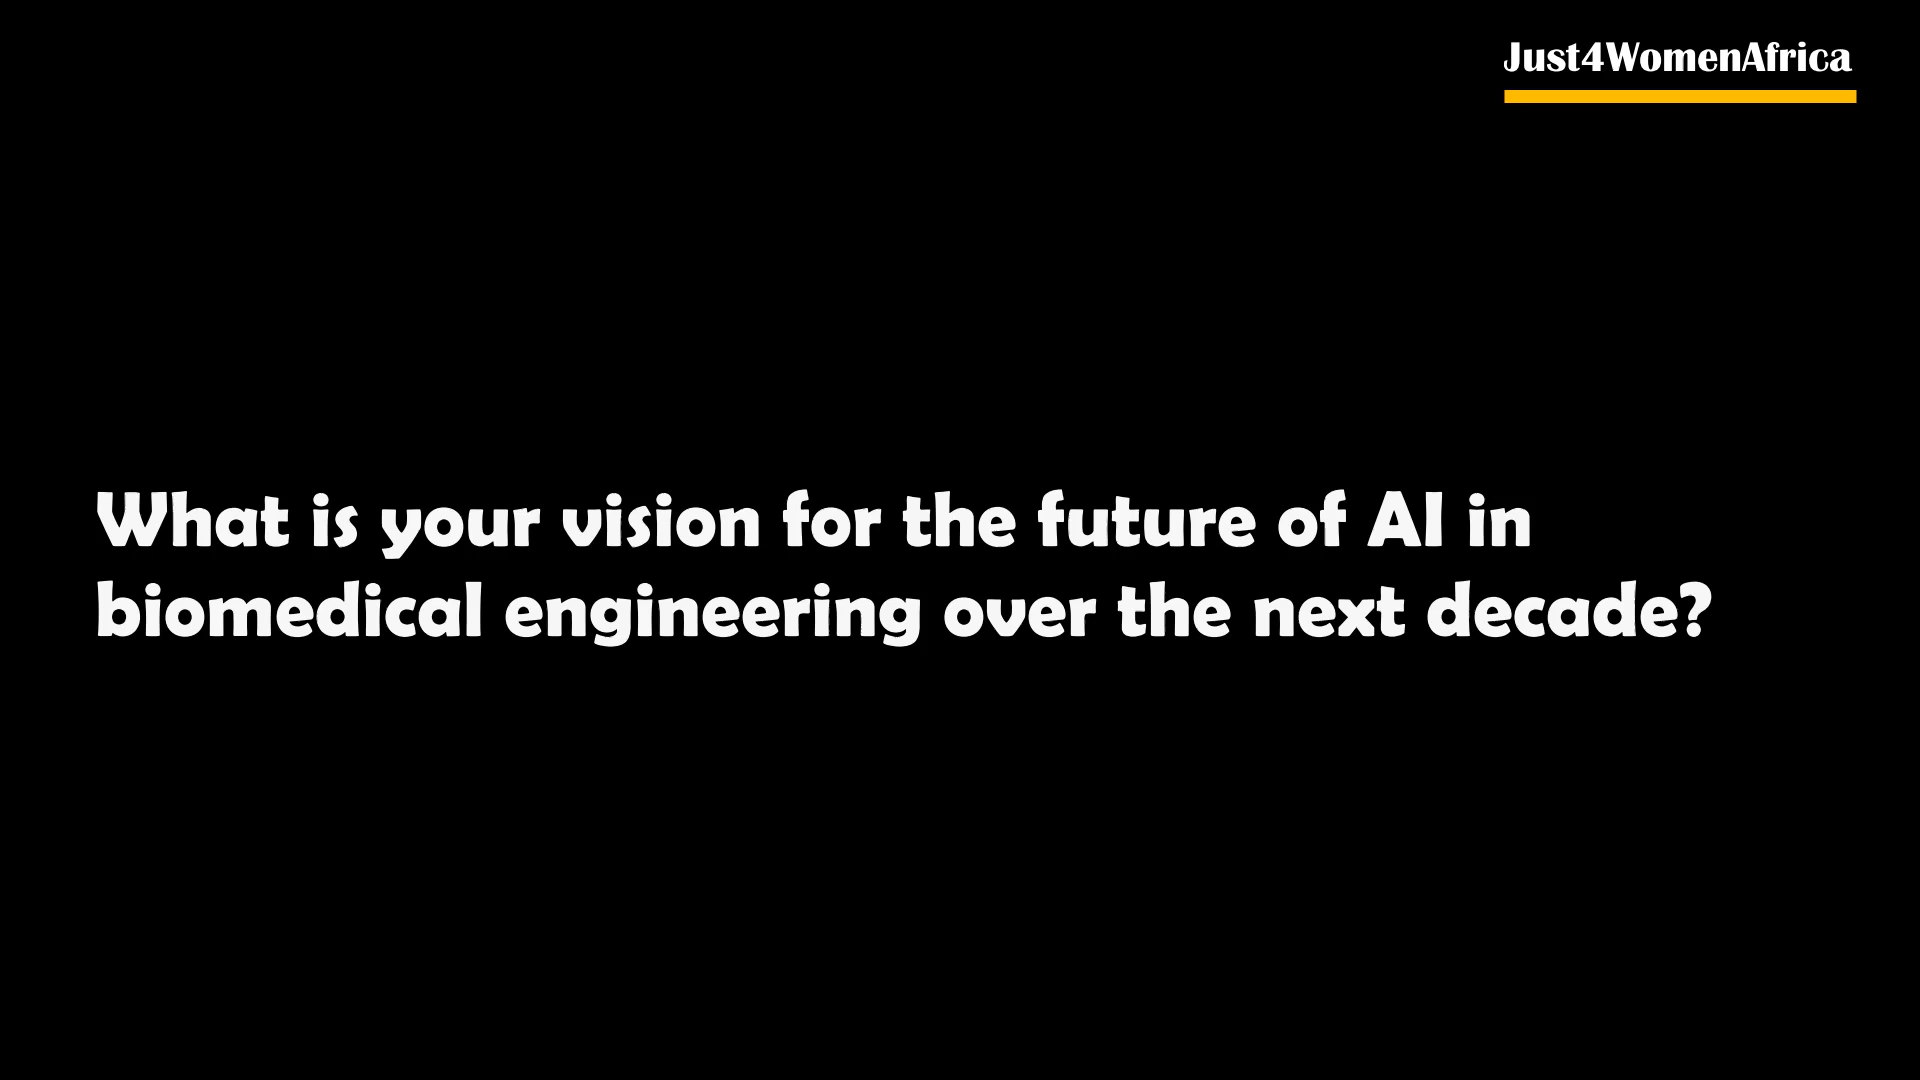 Just4WomenAfrica
What is your vision for the future of AI in
biomedical engineering over the next decade?